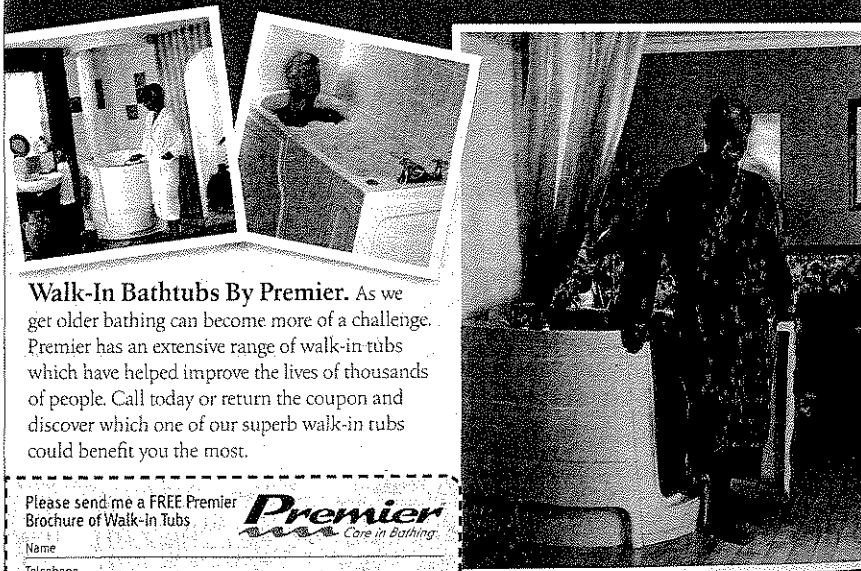 Walk-In Bathtubs By Premier. As we
get older bathing can become more of a challenge.
Premier has an extensive range of walk-in tubs
which have helped improve the lives of thousands
of people. Call today or return the coupon and
discover which one of our superb walk-in tubs
could benefit you the most.
Please send me a FREE Premier
Brochure of Walk-In Tubs
Premier
Care in Bathing
Name
Telephone